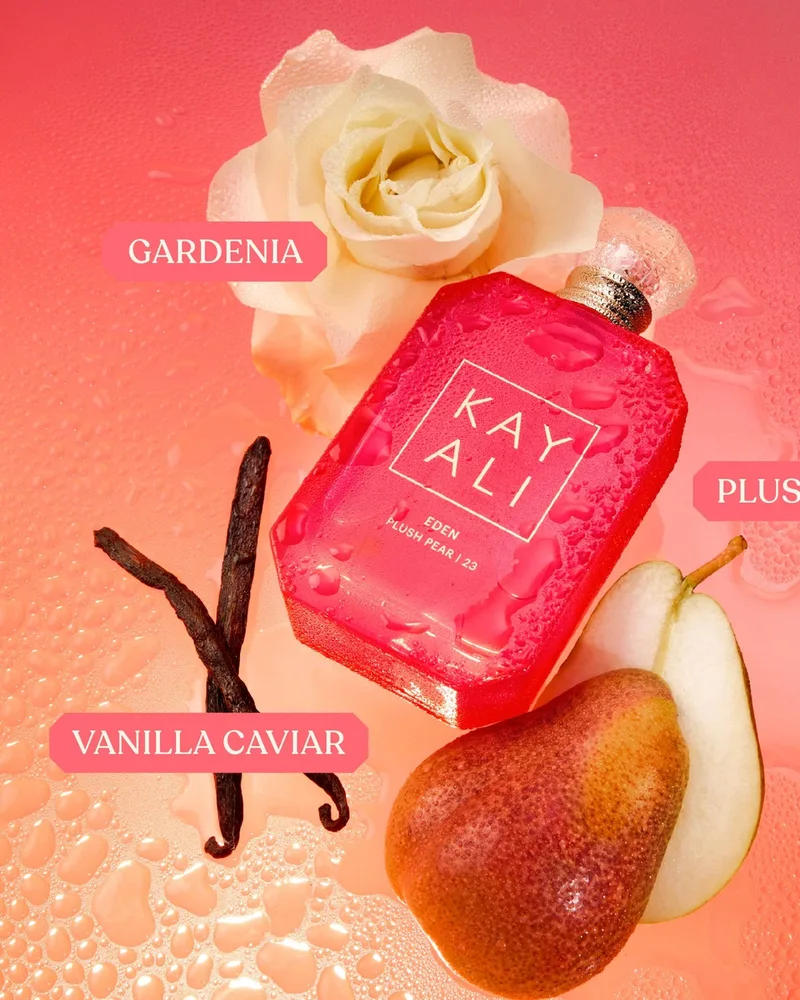 GARDENIA
KAY
ALI
EDEN
PLUSH PEAR | 23
PLUS
VANILLA CAVIAR